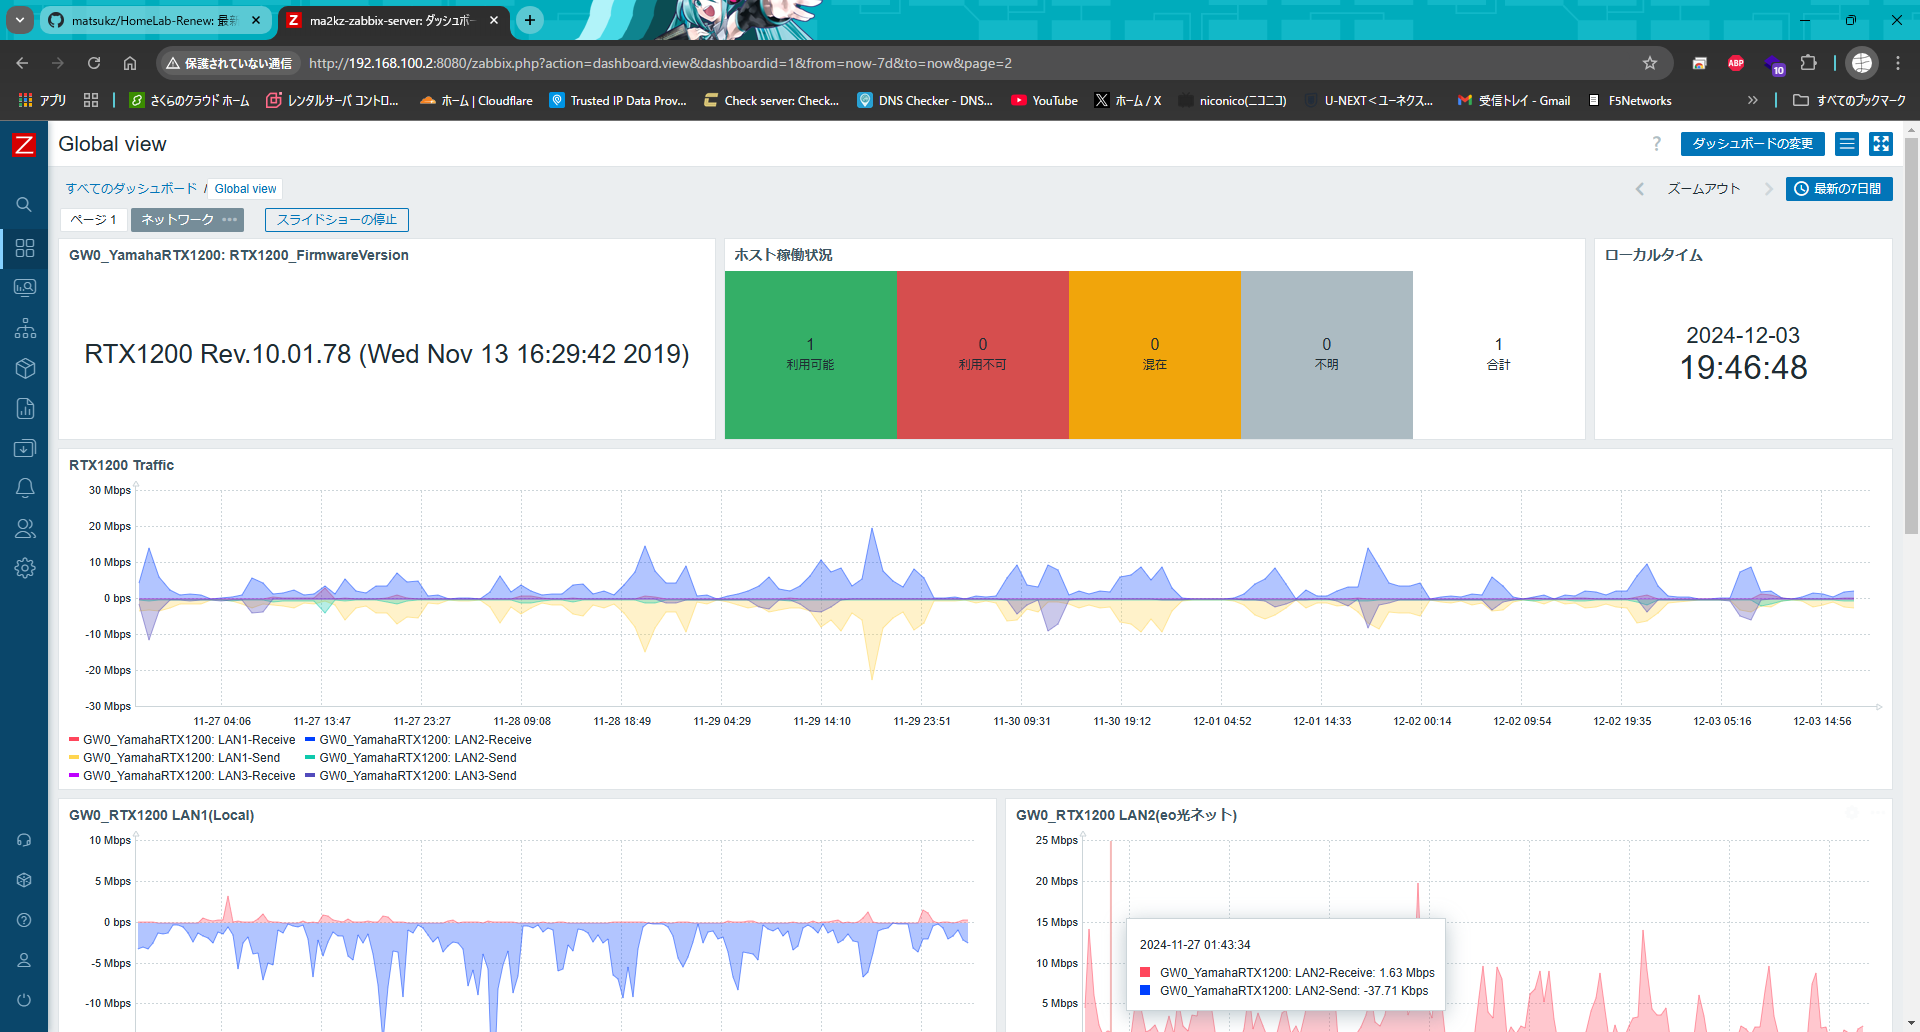 matsukz/HomeLab-Renew: 最新
ma2kz-zabbix-server: ダッシュボー
保護されていない通信
http://192.168.100.2:8080/zabbix.php?action=dashboard.view&dashboardid=1&from=now-7d&to=now&page=2
ABP
10
アプリ
さくらのクラウド ホーム
レンタルサーバ コントロ...
ホーム | Cloudflare
Trusted IP Data Prov...
Check server: Check...
DNS Checker - DNS...
YouTube
ホーム / X
niconico(ニコニコ)
U-NEXT<ユーネクス...
受信トレイ - Gmail
F5Networks
すべてのブックマーク
Z
Global view
?
ダッシュボードの変更
すべてのダッシュボード / Global view
ズームアウト
最新の7日間
ページ 1
ネットワーク
スライドショーの停止
GW0_YamahaRTX1200: RTX1200_FirmwareVersion
RTX1200 Rev.10.01.78 (Wed Nov 13 16:29:42 2019)
ホスト稼働状況
1 0 0 0 1
利用可能 利用不可 混在 不明 合計
ローカルタイム
2024-12-03
19:46:48
RTX1200 Traffic
30 Mbps
20 Mbps
10 Mbps
0 bps
-10 Mbps
-20 Mbps
-30 Mbps
11-27 04:06 11-27 13:47 11-27 23:27 11-28 09:08 11-28 18:49 11-29 04:29 11-29 14:10 11-29 23:51 11-30 09:31 11-30 19:12 12-01 04:52 12-01 14:33 12-02 00:14 12-02 09:54 12-02 19:35 12-03 05:16 12-03 14:56
GW0_YamahaRTX1200: LAN1-Receive GW0_YamahaRTX1200: LAN2-Receive
GW0_YamahaRTX1200: LAN1-Send GW0_YamahaRTX1200: LAN2-Send
GW0_YamahaRTX1200: LAN3-Receive GW0_YamahaRTX1200: LAN3-Send
GW0_RTX1200 LAN1(Local)
10 Mbps
5 Mbps
0 bps
-5 Mbps
-10 Mbps
GW0_RTX1200 LAN2(eo光ネット)
25 Mbps
20 Mbps
15 Mbps
10 Mbps
5 Mbps
2024-11-27 01:43:34
GW0_YamahaRTX1200: LAN2-Receive: 1.63 Mbps
GW0_YamahaRTX1200: LAN2-Send: -37.71 Kbps